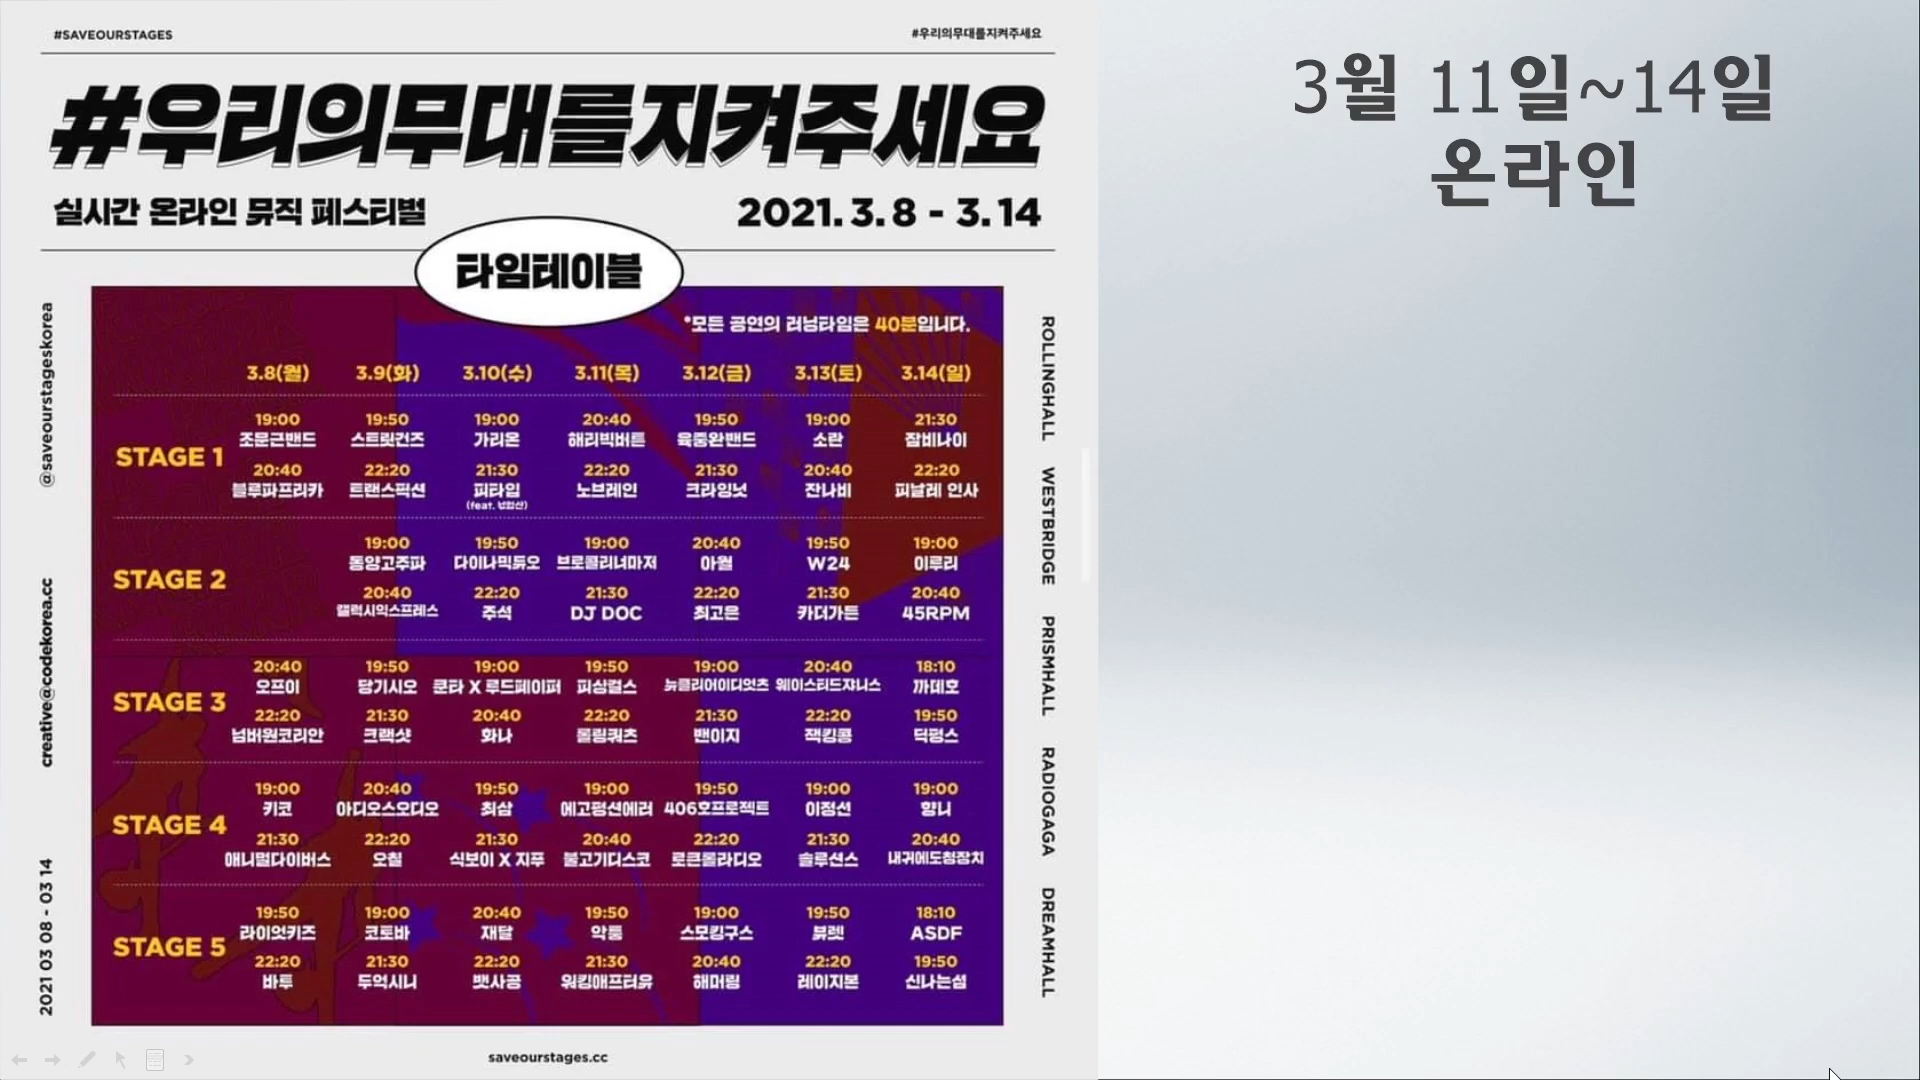 #SAVEOURSTAGES
#우리의무대를지켜주세요
#우리의무대를지켜주세요
실시간 온라인 뮤직 페스티벌
2021. 3. 8 - 3. 14
타임테이블
*모든 공연의 러닝타임은 40분입니다.
3.8(월) 3.9(화) 3.10(수) 3.11(목) 3.12(금) 3.13(토) 3.14(일)
STAGE 1
19:00 19:50 19:00 20:40 19:50 19:00 21:30
조문근밴드 스트릿건즈 가리온 해리빅버튼 육중완밴드 소란 잠비나이
20:40 22:20 21:30 22:20 21:30 20:40 22:20
블루파프리카 트랜스픽션 피타입 노브레인 크라잉넛 잔나비 피날레 인사
(feat. 넋업샨)
STAGE 2
19:00 19:50 19:00 20:40 19:50 19:00
동양고주파 다이나믹듀오 브로콜리너마저 아월 W24 이루리
20:40 22:20 21:30 22:20 21:30 20:40
갤럭시익스프레스 주석 DJ DOC 최고은 카더가든 45RPM
STAGE 3
20:40 19:50 19:00 19:50 19:00 20:40 18:10
오프이 당기시오 쿤타 X 루드페이퍼 피싱걸스 뉴클리어이디엇츠 웨이스티드쟈니스 까데호
22:20 21:30 20:40 22:20 21:30 22:20 19:50
넘버원코리안 크랙샷 화나 롤링쿼츠 밴이지 잭킹콩 딕펑스
STAGE 4
19:00 20:40 19:50 19:00 19:50 19:00 19:00
키코 아디오스오디오 최삼 에고펑션에러 406호프로젝트 이정선 향니
21:30 22:20 21:30 20:40 22:20 21:30 20:40
애니멀다이버스 오칠 식보이 X 지푸 불고기디스코 로큰롤라디오 솔루션스 내귀에도청장치
STAGE 5
19:50 19:00 20:40 19:50 19:00 19:50 18:10
라이엇키즈 코토바 재달 악퉁 스모킹구스 뷰렛 ASDF
22:20 21:30 22:20 21:30 20:40 22:20 19:50
바투 두억시니 뱃사공 워킹애프터유 해머링 레이지본 신나는섬
saveourstages.cc
@saveourstageskorea
creative@codekorea.cc
2021 03 08 - 03 14
ROLLINGHALL
WESTBRIDGE
PRISMHALL
RADIOGAGA
DREAMHALL
3월 11일~14일
온라인